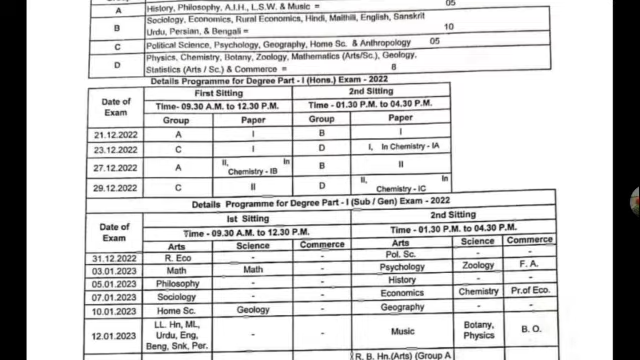 A History, Philosophy, A.I.H., L.S.W. & Music = 05
B Sociology, Economics, Rural Economics, Hindi, Maithili, English, Sanskrit
Urdu, Persian, & Bengali = 10
C Political Science, Psychology, Geography, Home Sc. & Anthropology 05
D Physics, Chemistry, Botany, Zoology, Mathematics (Arts/Sc.), Geology,
Statistics (Arts / Sc.) & Commerce = 8
Details Programme for Degree Part - I (Hons.) Exam - 2022
Date of Exam First Sitting 2nd Sitting
Time- 09.30 A.M. to 12.30 P.M. Time - 01.30 P.M. to 04.30 P.M.
Group Paper Group Paper
21.12.2022 A I B I
23.12.2022 C I D I, In Chemistry - IA
27.12.2022 A II, In Chemistry - IB B II
29.12.2022 C II D II, In Chemistry - IC
Details Programme for Degree Part - I (Sub / Gen) Exam - 2022
Date of Exam Ist Sitting 2nd Sitting
Time - 09.30 A.M. to 12.30 P.M. Time - 01.30 P.M. to 04.30 P.M.
Arts Science Commerce Arts Science Commerce
31.12.2022 R. Eco - - Pol. Sc. - -
03.01.2023 Math Math - Psychology Zoology F. A.
05.01.2023 Philosophy - - History - -
07.01.2023 Sociology - - Economics Chemistry Pr.of Eco.
10.01.2023 Home Sc. Geology - Geography - -
12.01.2023 LL. Hn, ML, Urdu, Eng, Beng, Snk, Per. - - Music Botany, Physics B. O.
R. B. Hn.(Arts) (Group A